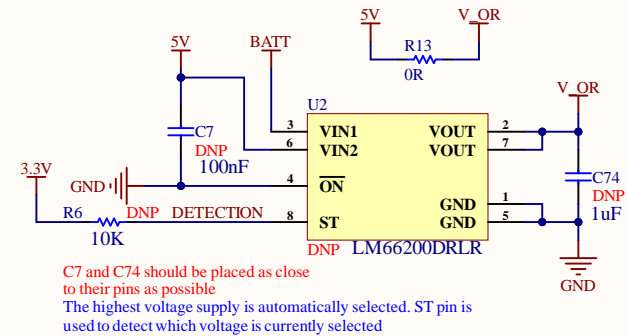 5V
V_OR
R13
0R
5V
BATT
V_OR
U2
3
VIN1
VOUT
2
6
VIN2
VOUT
7
C7
DNP
100nF
3.3V
GND
4
ON
GND
1
C74
DNP
1uF
R6
DNP
DETECTION
8
ST
GND
5
10K
DNP
LM66200DRLR
GND
C7 and C74 should be placed as close
to their pins as possible
The highest voltage supply is automatically selected. ST pin is
used to detect which voltage is currently selected